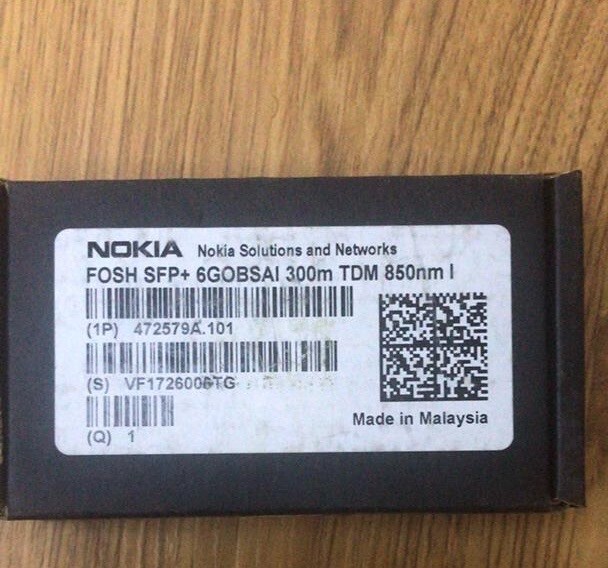 NOKIA Nokia Solutions and Networks
FOSH SFP+ 6GOBSAI 300m TDM 850nm I
(1P) 472579A.101
(S)
(Q) 1
Made in Malaysia